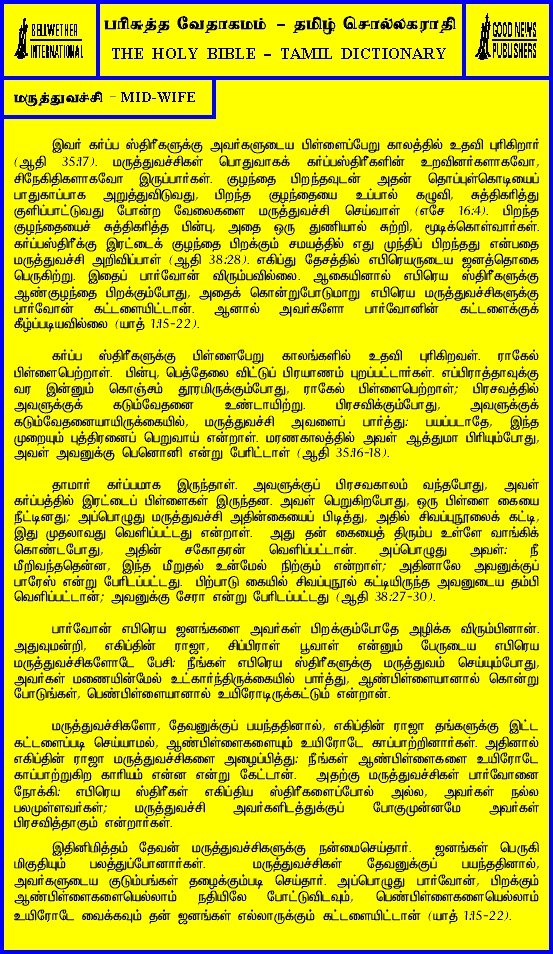 BELLWETHER
INTERNATIONAL
பரிசுத்த வேதாகமம் – தமிழ் சொல்லகராதி
THE HOLY BIBLE – TAMIL DICTIONARY
GOOD NEWS
PUBLISHERS
மருத்துவச்சி – MID-WIFE
இவர் கர்ப்ப ஸ்திரீகளுக்கு அவர்களுடைய பிள்ளைப்பேறு காலத்தில் உதவி புரிகிறார்
(ஆதி 35:17). மருத்துவச்சிகள் பொதுவாகக் கர்ப்பஸ்திரீகளின் உறவினர்களாகவோ,
சிநேகிதிகளாகவோ இருப்பார்கள். குழந்தை பிறந்தவுடன் அதன் தொப்புள்கொடியைப்
பாதுகாப்பாக அறுத்துவிடுவது, பிறந்த குழந்தையை உப்பால் கழுவி, சுத்திகரித்து
குளிப்பாட்டுவது போன்ற வேலைகளை மருத்துவச்சி செய்வாள் (எசே 16:4). பிறந்த
குழந்தையைச் சுத்திகரித்த பின்பு, அதை ஒரு துணியால் சுற்றி, மூடிக்கொள்வார்கள்.
கர்ப்பஸ்திரீக்கு இரட்டைக் குழந்தை பிறக்கும் சமயத்தில் எது முந்திப் பிறந்தது என்பதை
மருத்துவச்சி அறிவிப்பாள் (ஆதி 38:28). எகிப்து தேசத்தில் எபிரெயருடைய ஜனத்தொகை
பெருகிற்று. இதைப் பார்வோன் விரும்பவில்லை. ஆகையினால் எபிரெய ஸ்திரீகளுக்கு
ஆண்குழந்தை பிறக்கும்போது, அதைக் கொன்றுபோடுமாறு எபிரெய மருத்துவச்சிகளுக்கு
பார்வோன் கட்டளையிட்டான். ஆனால் அவர்களோ பார்வோனின் கட்டளைக்குக்
கீழ்ப்படியவில்லை (யாத் 1:15-22).
கர்ப்ப ஸ்திரீகளுக்கு பிள்ளைபேறு காலங்களில் உதவி புரிகிறவள். ராகேல்
பிள்ளைபெற்றாள். பின்பு, பெத்தேலை விட்டுப் பிரயாணம் புறப்பட்டார்கள். எப்பிராத்தாவுக்கு
வர இன்னும் கொஞ்சம் தூரமிருக்கும்போது, ராகேல் பிள்ளைபெற்றாள்; பிரசவத்தில்
அவளுக்குக் கடும்வேதனை உண்டாயிற்று. பிரசவிக்கும்போது, அவளுக்குக்
கடும்வேதனையாயிருக்கையில், மருத்துவச்சி அவளைப் பார்த்து: பயப்படாதே, இந்த
முறையும் புத்திரனைப் பெறுவாய் என்றாள். மரணகாலத்தில் அவள் ஆத்துமா பிரியும்போது,
அவள் அவனுக்கு பெனொனி என்று பேரிட்டாள் (ஆதி 35:16-18).
தாமார் கர்ப்பமாக இருந்தாள். அவளுக்குப் பிரசவகாலம் வந்தபோது, அவள்
கர்ப்பத்தில் இரட்டைப் பிள்ளைகள் இருந்தன. அவள் பெறுகிறபோது, ஒரு பிள்ளை கையை
நீட்டினது; அப்பொழுது மருத்துவச்சி அதின்கையைப் பிடித்து, அதில் சிவப்புநூலைக் கட்டி,
இது முதலாவது வெளிப்பட்டது என்றாள். அது தன் கையைத் திரும்ப உள்ளே வாங்கிக்
கொண்டபோது, அதின் சகோதரன் வெளிப்பட்டான். அப்பொழுது அவள்: நீ
மீறிவந்ததென்ன, இந்த மீறுதல் உன்மேல் நிற்கும் என்றாள்; அதினாலே அவனுக்குப்
பாரேஸ் என்று பேரிடப்பட்டது. பிற்பாடு கையில் சிவப்புநூல் கட்டியிருந்த அவனுடைய தம்பி
வெளிப்பட்டான்; அவனுக்கு சேரா என்று பேரிடப்பட்டது (ஆதி 38:27-30).
பார்வோன் எபிரெய ஜனங்களை அவர்கள் பிறக்கும்போதே அழிக்க விரும்பினான்.
அதுவுமன்றி, எகிப்தின் ராஜா, சிப்பிராள் பூவாள் என்னும் பேருடைய எபிரெய
மருத்துவச்சிகளோடே பேசி: நீங்கள் எபிரெய ஸ்திரீகளுக்கு மருத்துவம் செய்யும்போது,
அவர்கள் மணையின்மேல் உட்கார்ந்திருக்கையில் பார்த்து, ஆண்பிள்ளையானால் கொன்று
போடுங்கள், பெண்பிள்ளையானால் உயிரோடிருக்கட்டும் என்றான்.
மருத்துவச்சிகளோ, தேவனுக்குப் பயந்ததினால், எகிப்தின் ராஜா தங்களுக்கு இட்ட
கட்டளைப்படி செய்யாமல், ஆண்பிள்ளைகளையும் உயிரோடே காப்பாற்றினார்கள். அதினால்
எகிப்தின் ராஜா மருத்துவச்சிகளை அழைப்பித்து: நீங்கள் ஆண்பிள்ளைகளை உயிரோடே
காப்பாற்றுகிற காரியம் என்ன என்று கேட்டான். அதற்கு மருத்துவச்சிகள் பார்வோனை
நோக்கி: எபிரெய ஸ்திரீகள் எகிப்திய ஸ்திரீகளைப்போல் அல்ல, அவர்கள் நல்ல
பலமுள்ளவர்கள்; மருத்துவச்சி அவர்களிடத்துக்குப் போகுமுன்னமே அவர்கள்
பிரசவித்தாகும் என்றார்கள்.
இதினிமித்தம் தேவன் மருத்துவச்சிகளுக்கு நன்மைசெய்தார். ஜனங்கள் பெருகி
மிகுதியும் பலத்துப்போனார்கள். மருத்துவச்சிகள் தேவனுக்குப் பயந்ததினால்,
அவர்களுடைய குடும்பங்கள் தழைக்கும்படி செய்தார். அப்பொழுது பார்வோன், பிறக்கும்
ஆண்பிள்ளைகளையெல்லாம் நதியிலே போட்டுவிடவும், பெண்பிள்ளைகளையெல்லாம்
உயிரோடே வைக்கவும் தன் ஜனங்கள் எல்லாருக்கும் கட்டளையிட்டான் (யாத் 1:15-22).